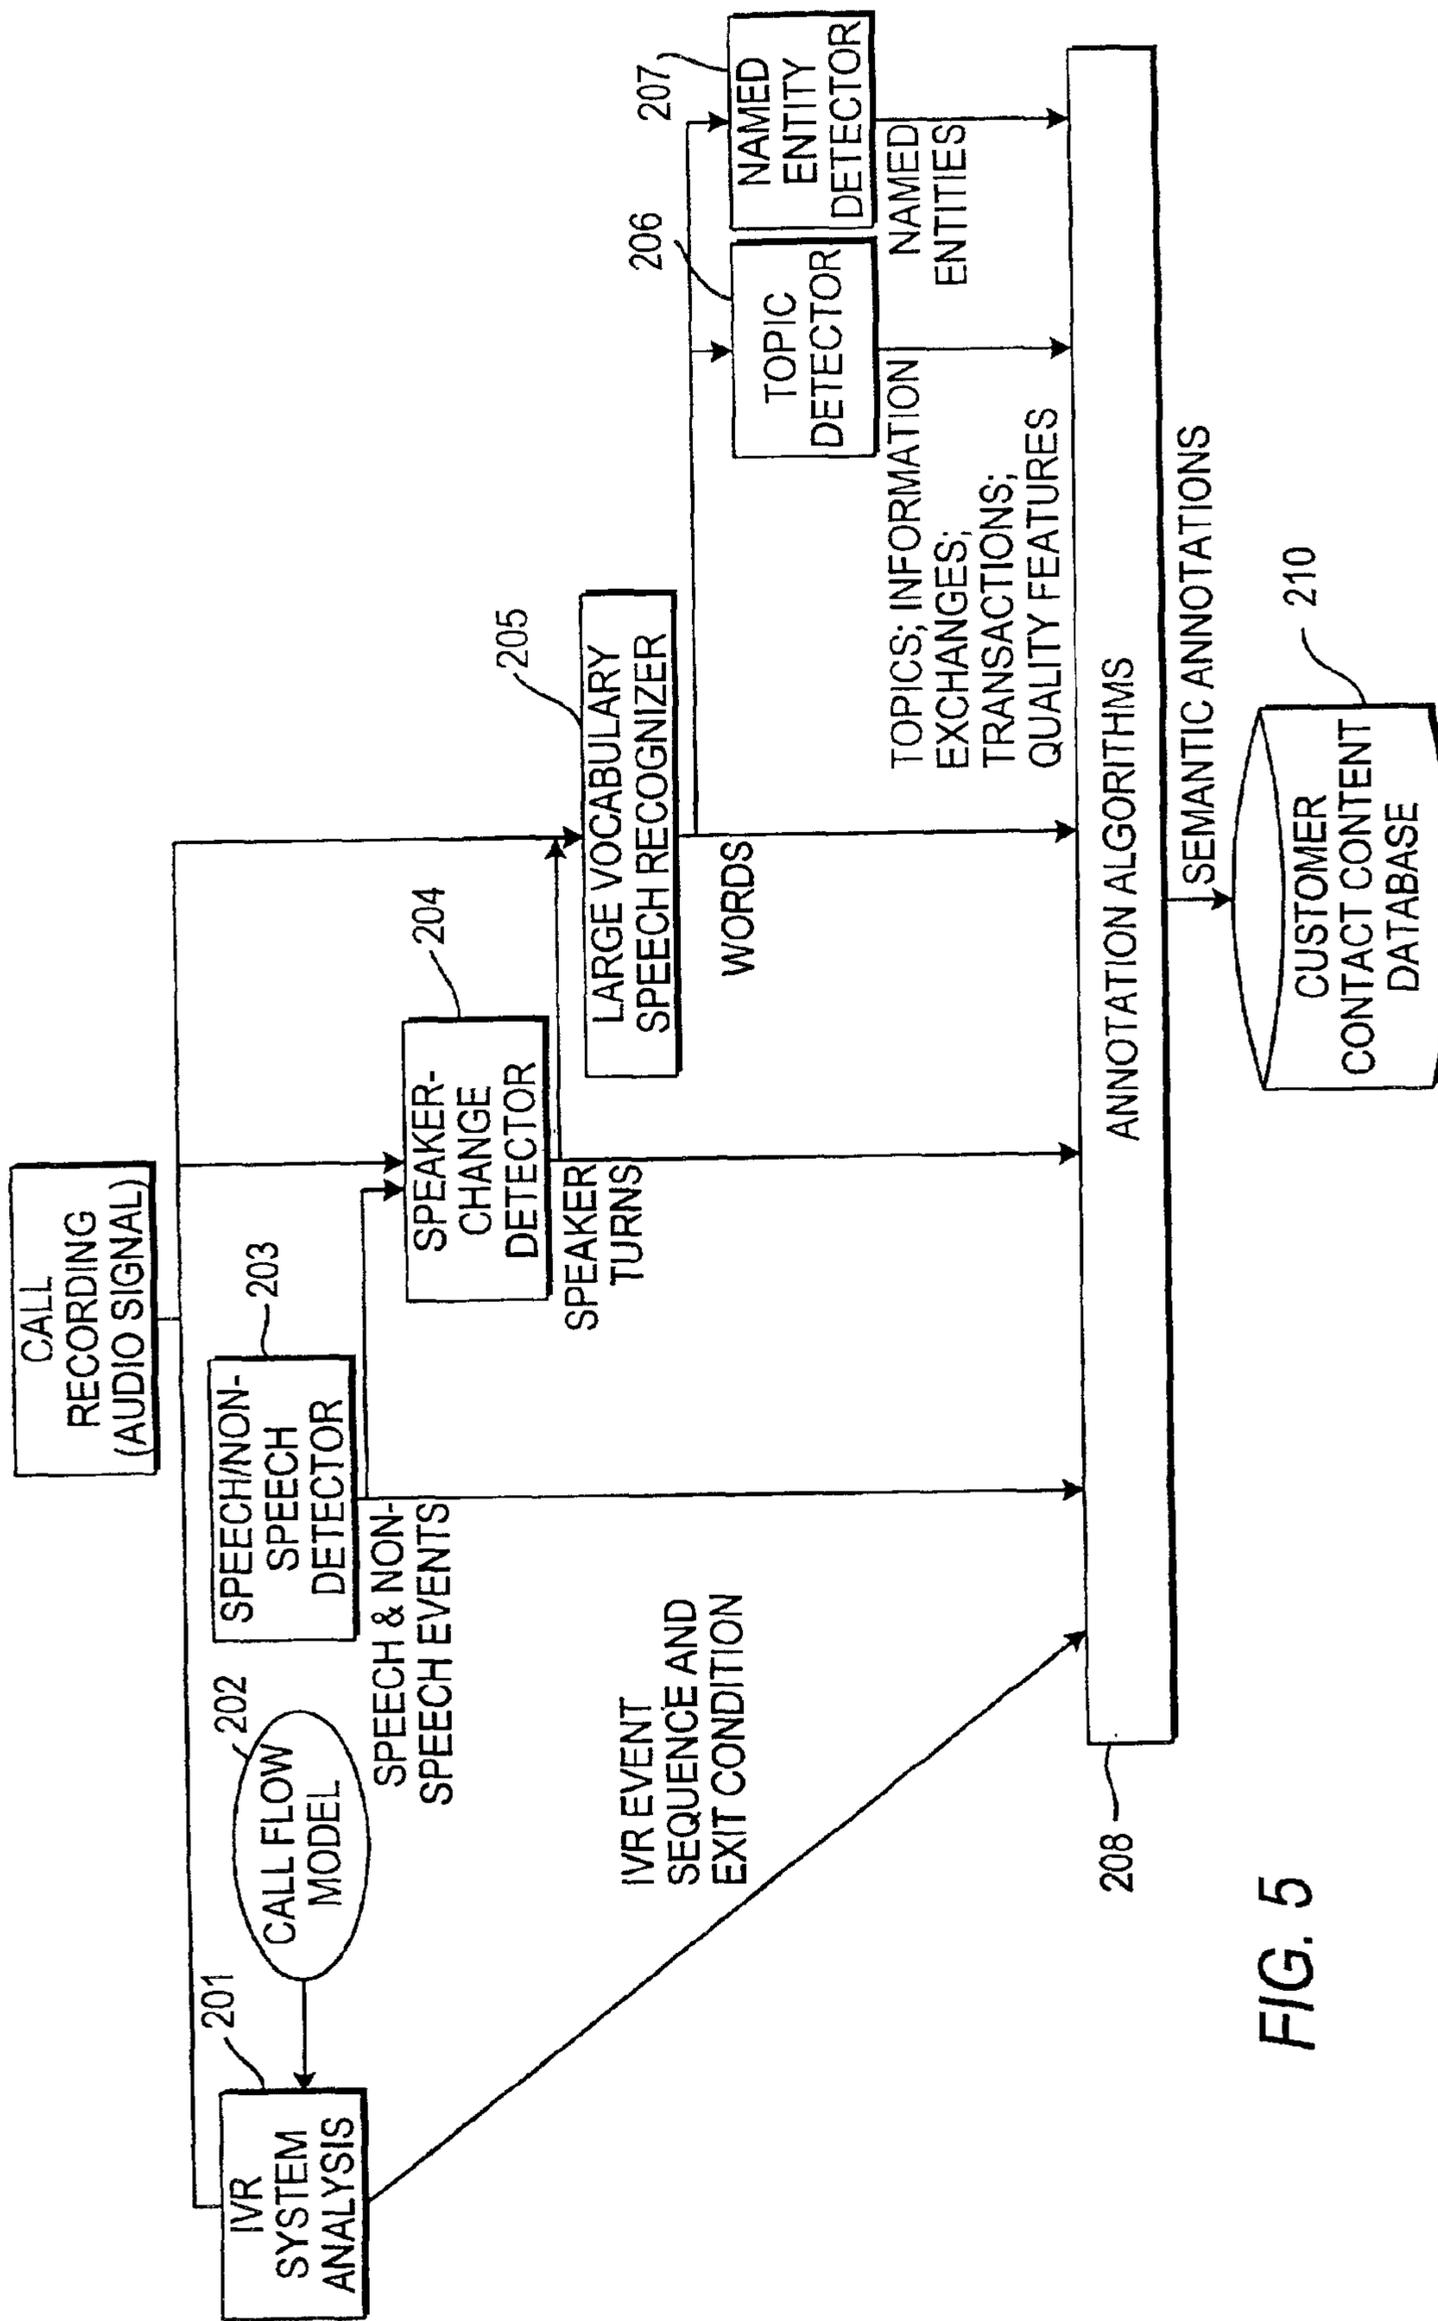 CALL
RECORDING
(AUDIO SIGNAL)
201
IVR
SYSTEM
ANALYSIS
202
CALL FLOW
MODEL
203
SPEECH/NON-
SPEECH
DETECTOR
SPEECH & NON-
SPEECH EVENTS
204
SPEAKER-
CHANGE
DETECTOR
SPEAKER
TURNS
205
LARGE VOCABULARY
SPEECH RECOGNIZER
WORDS
206
TOPIC
DETECTOR
207
NAMED
ENTITY
DETECTOR
NAMED
ENTITIES
TOPICS; INFORMATION
EXCHANGES;
TRANSACTIONS;
QUALITY FEATURES
IVR EVENT
SEQUENCE AND
EXIT CONDITION
208
ANNOTATION ALGORITHMS
SEMANTIC ANNOTATIONS
210
CUSTOMER
CONTACT CONTENT
DATABASE
FIG. 5